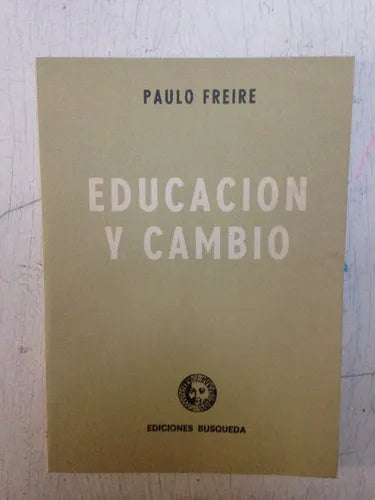 PAULO FREIRE
EDUCACION
Y CAMBIO
EDICIONES BUSQUEDA